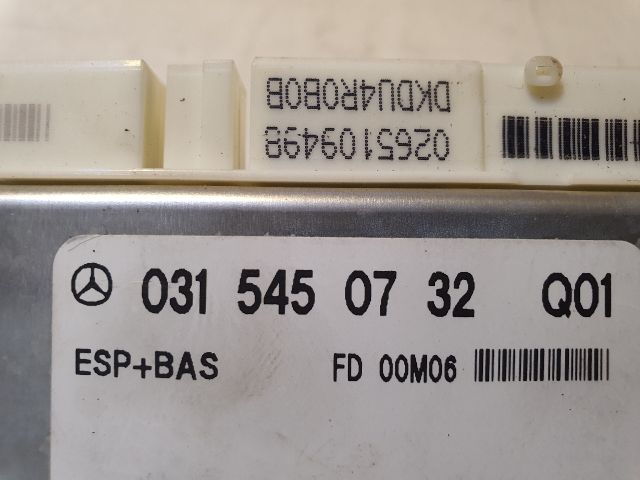 0265109498
DKDU4R0B0B
031 545 07 32 Q01
ESP+BAS FD 00M06